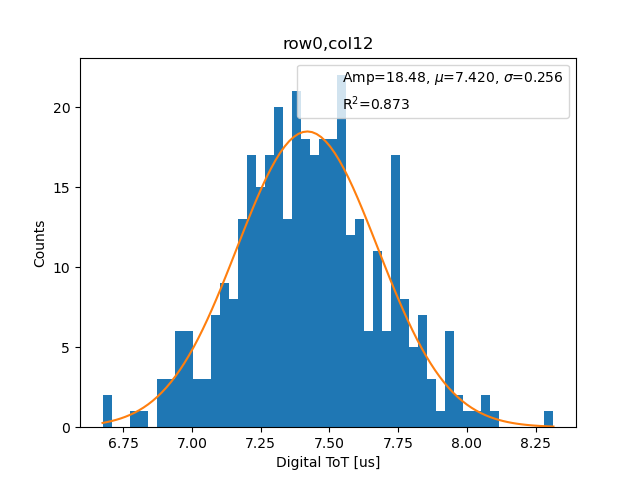 row0,col12
Amp=18.48, μ=7.420, σ=0.256
R²=0.873
Counts
20
15
10
5
0
6.75 7.00 7.25 7.50 7.75 8.00 8.25
Digital ToT [us]